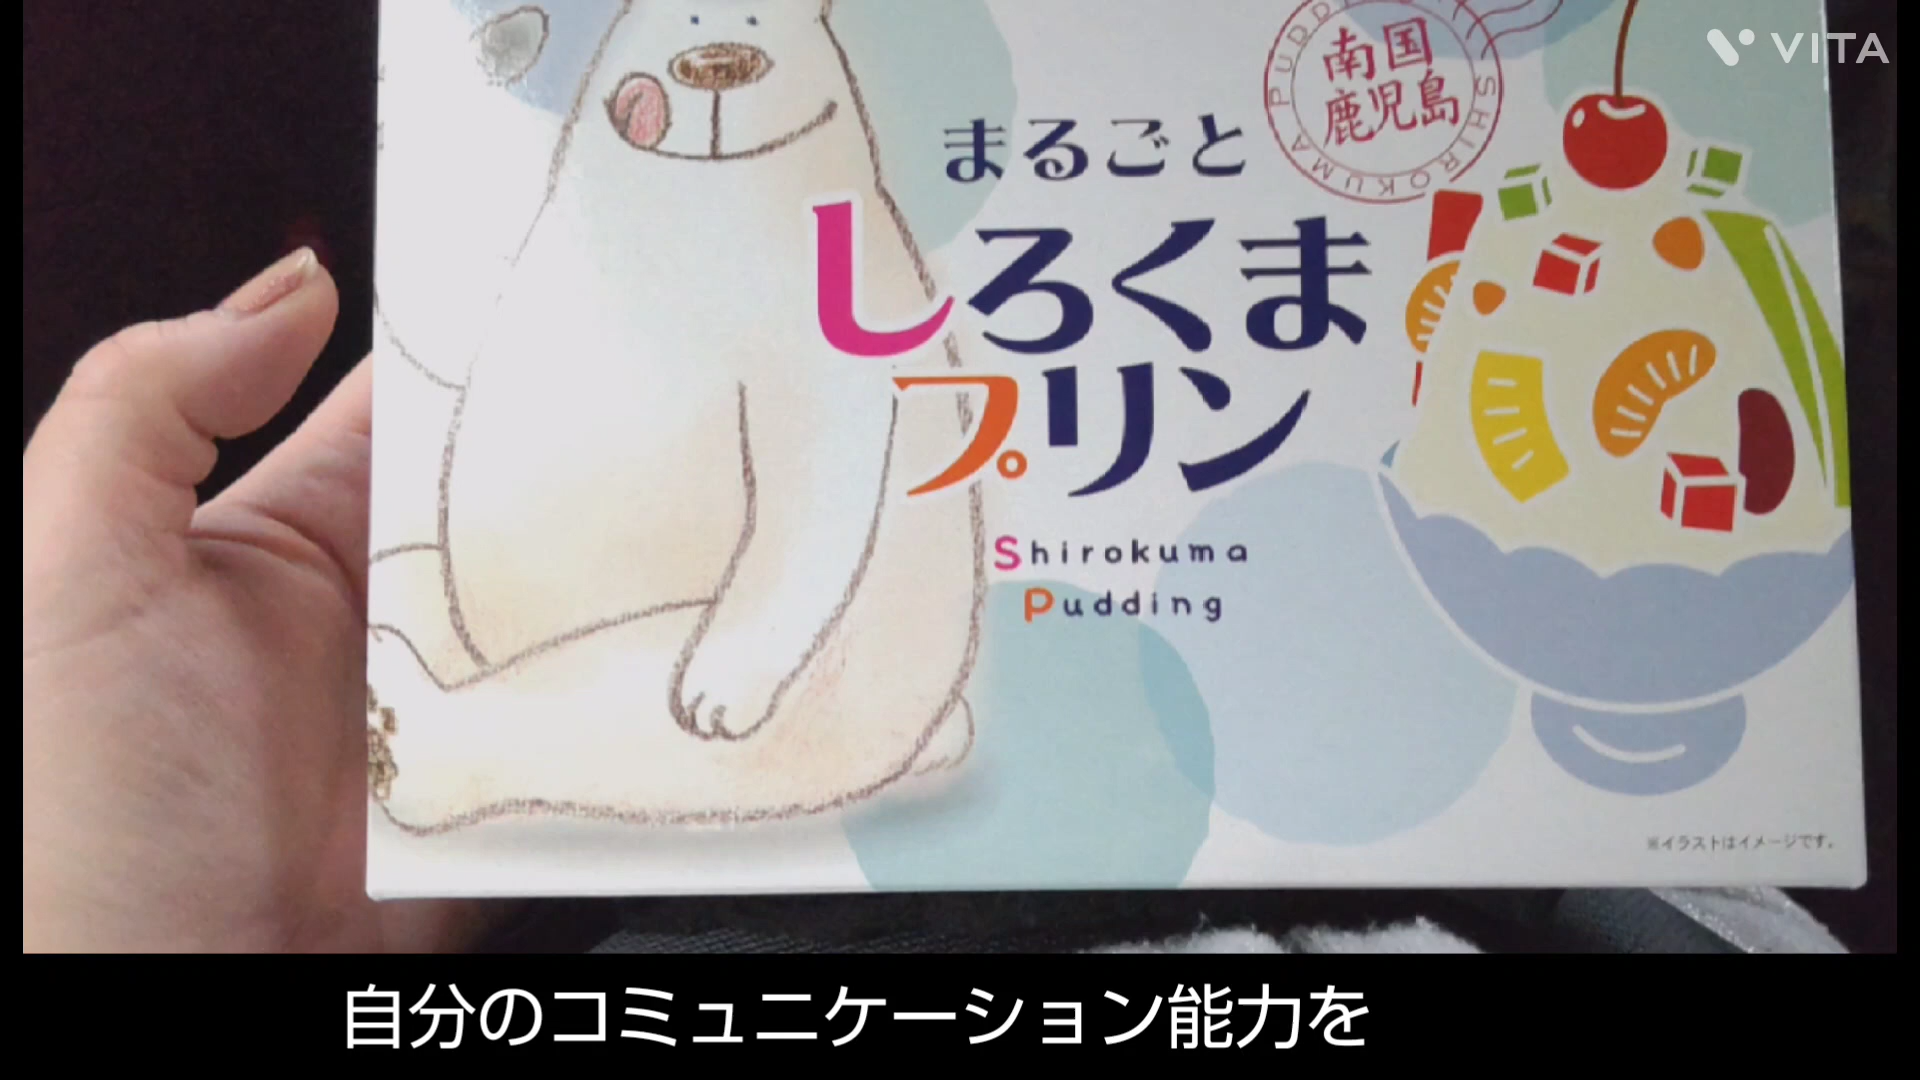 VITA
南国
鹿児島
PUDDING SHIROKUMA
まるごと
しろくま
プリン
Shirokuma
Pudding
※イラストはイメージです。
自分のコミュニケーション能力を